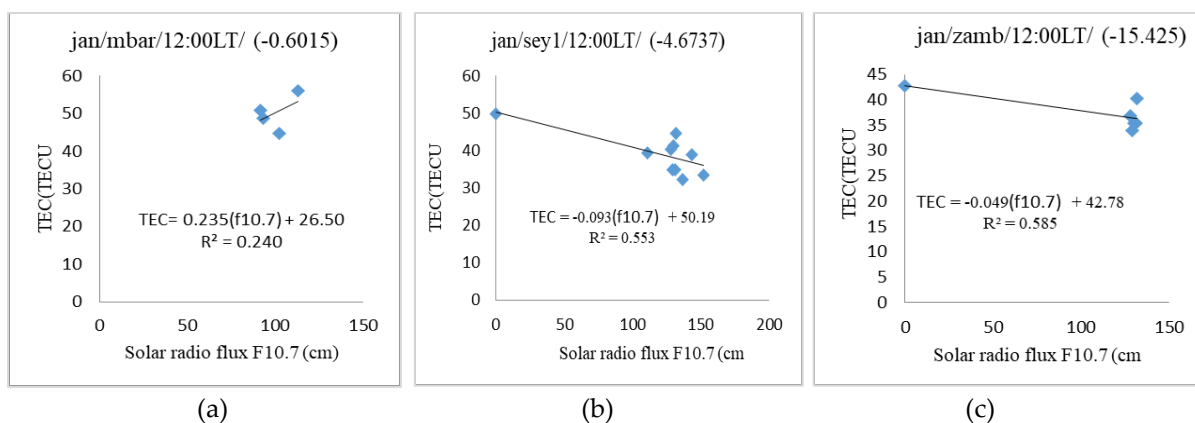 jan/mbar/12:00LT/ (-0.6015)
60
50
40
30
20
10
0
TEC(TECU
TEC= 0.235(f10.7) + 26.50
R² = 0.240
0 50 100 150
Solar radio flux F10.7 (cm)
(a)
jan/sey1/12:00LT/ (-4.6737)
60
50
40
30
20
10
0
TEC(TECU
TEC = -0.093(f10.7) + 50.19
R² = 0.553
0 50 100 150 200
Solar radio flux F10.7 (cm
(b)
jan/zamb/12:00LT/ (-15.425)
45
40
35
30
25
20
15
10
5
0
TEC(TECU
TEC = -0.049(f10.7) + 42.78
R² = 0.585
0 50 100 150
Solar radio flux F10.7 (cm
(c)